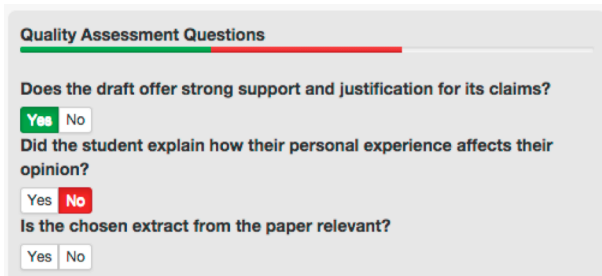 Quality Assessment Questions
Does the draft offer strong support and justification for its claims?
Yes No
Did the student explain how their personal experience affects their
opinion?
Yes No
Is the chosen extract from the paper relevant?
Yes No